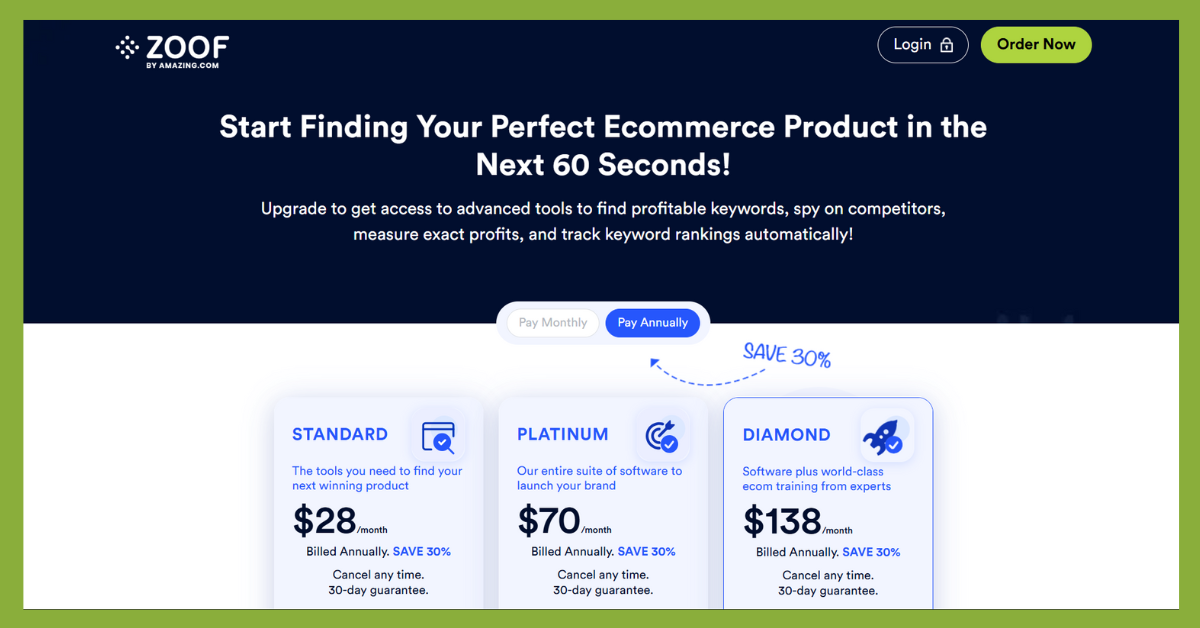 ZOOF
BY AMAZING.COM
Login
Order Now
Start Finding Your Perfect Ecommerce Product in the
Next 60 Seconds!
Upgrade to get access to advanced tools to find profitable keywords, spy on competitors,
measure exact profits, and track keyword rankings automatically!
Pay Monthly
Pay Annually
SAVE 30%
STANDARD
The tools you need to find your
next winning product
$28/month
Billed Annually. SAVE 30%
Cancel any time.
30-day guarantee.
PLATINUM
Our entire suite of software to
launch your brand
$70/month
Billed Annually. SAVE 30%
Cancel any time.
30-day guarantee.
DIAMOND
Software plus world-class
ecom training from experts
$138/month
Billed Annually. SAVE 30%
Cancel any time.
30-day guarantee.